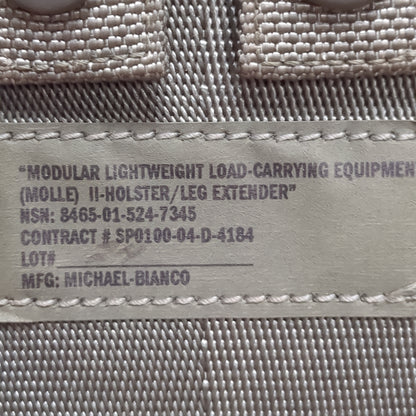 "MODULAR LIGHTWEIGHT LOAD-CARRYING EQUIPMEN
(MOLLE) II-HOLSTER/LEG EXTENDER"
NSN: 8465-01-524-7345
CONTRACT # SP0100-04-D-4184
LOT#
MFG: MICHAEL-BIANCO